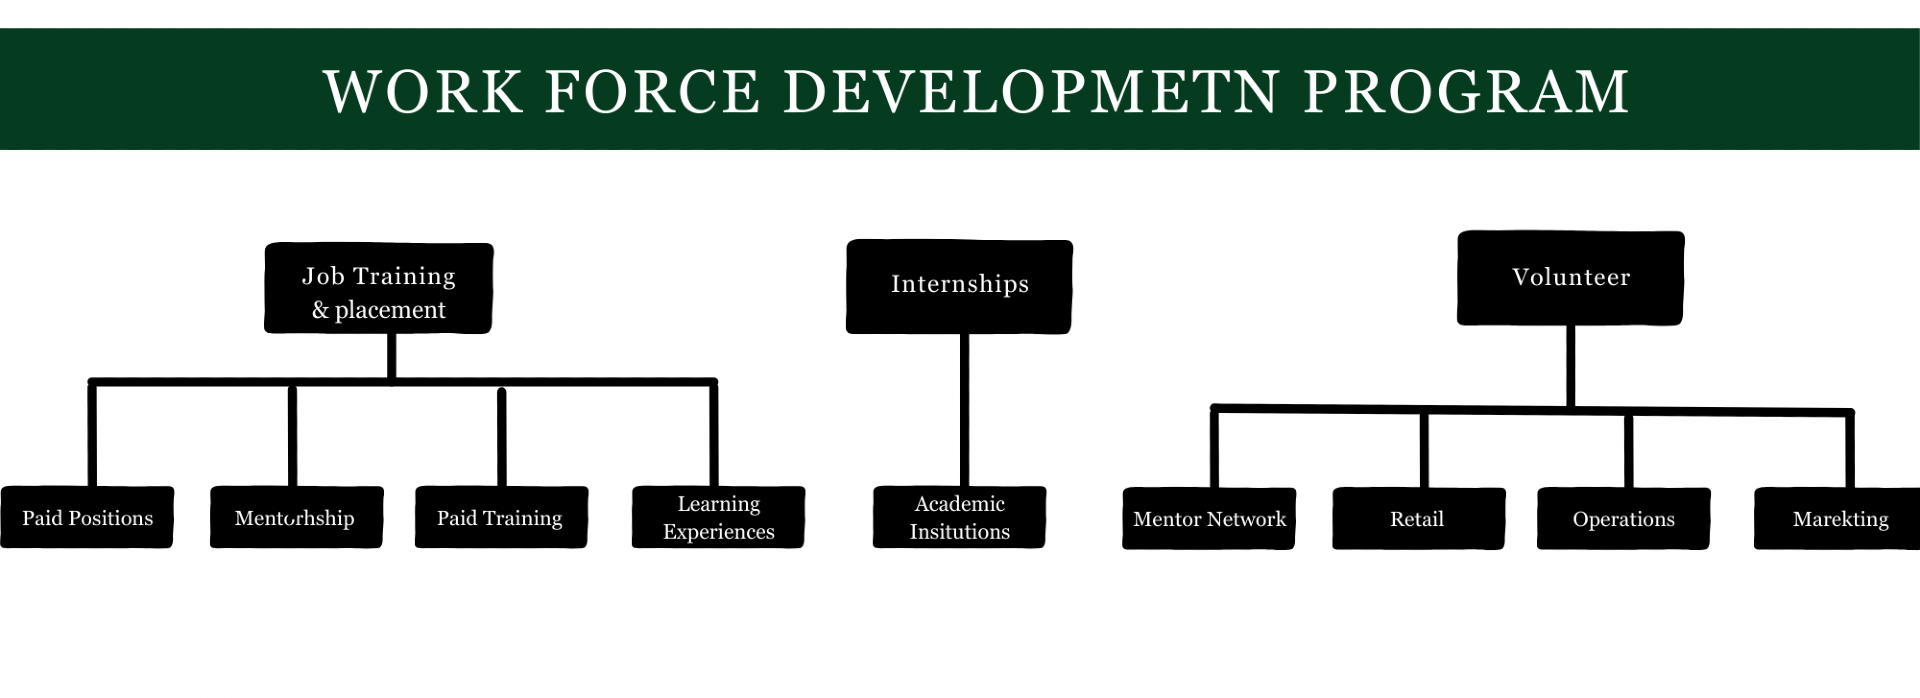 WORK FORCE DEVELOPMETN PROGRAM
Job Training
& placement
Internships
Volunteer
Paid Positions
Mentorhship
Paid Training
Learning
Experiences
Academic
Insitutions
Mentor Network
Retail
Operations
Marekting